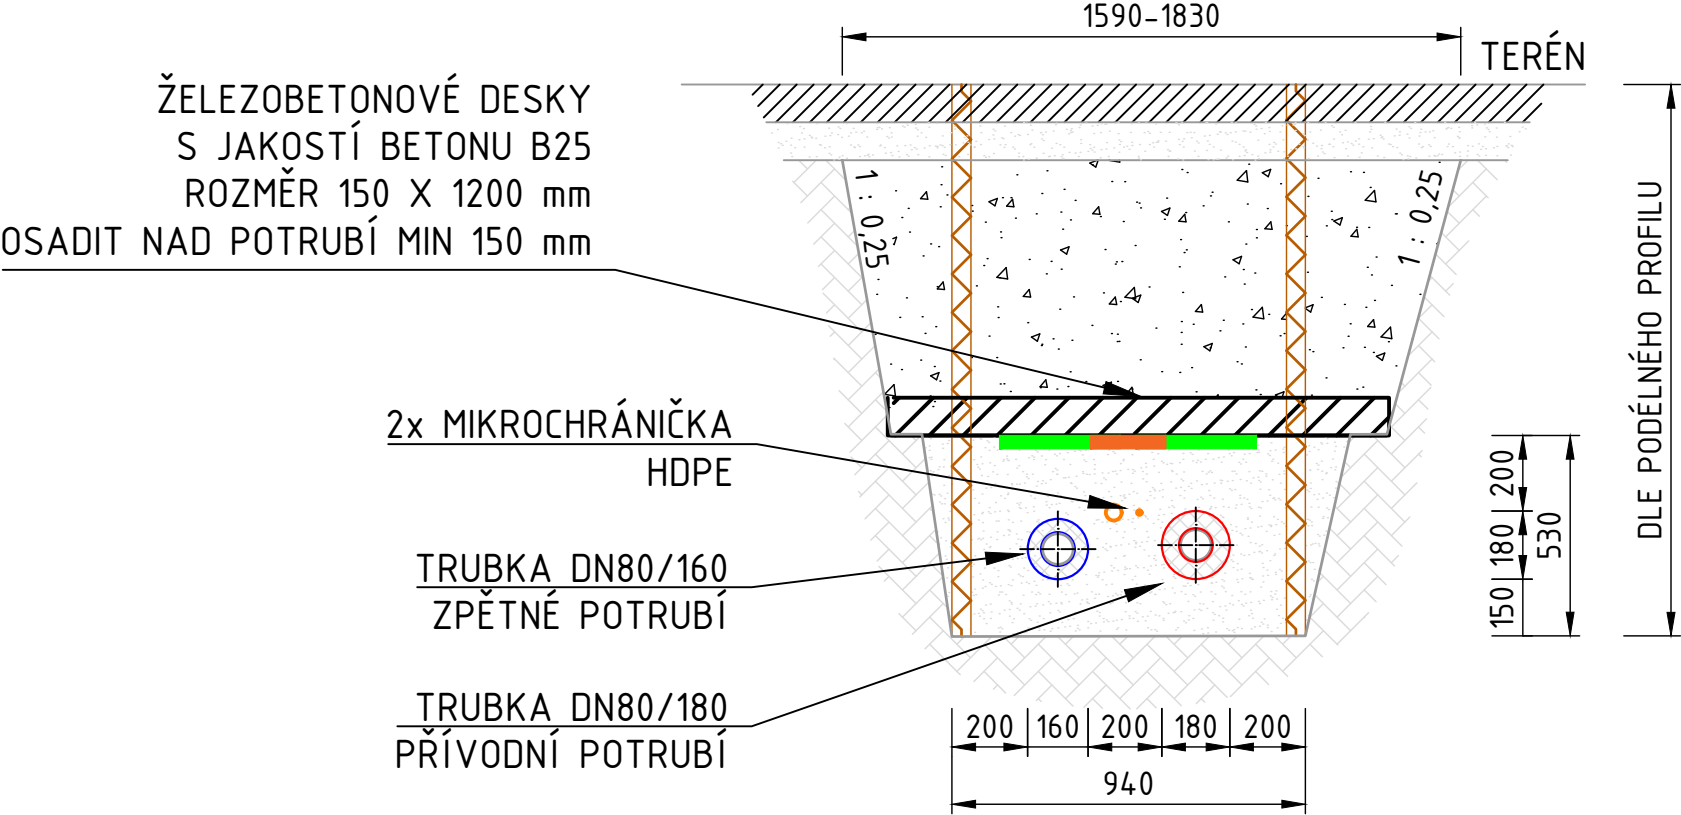 1590-1830
TERÉN
ŽELEZOBETONOVÉ DESKY
S JAKOSTÍ BETONU B25
ROZMĚR 150 X 1200 mm
OSADIT NAD POTRUBÍ MIN 150 mm
1 : 0,25
1 : 0,25
DLE PODÉLNÉHO PROFILU
2x MIKROCHRÁNIČKA
HDPE
TRUBKA DN80/160
ZPĚTNÉ POTRUBÍ
TRUBKA DN80/180
PŘÍVODNÍ POTRUBÍ
200
180
150
530
200 160 200 180 200
940